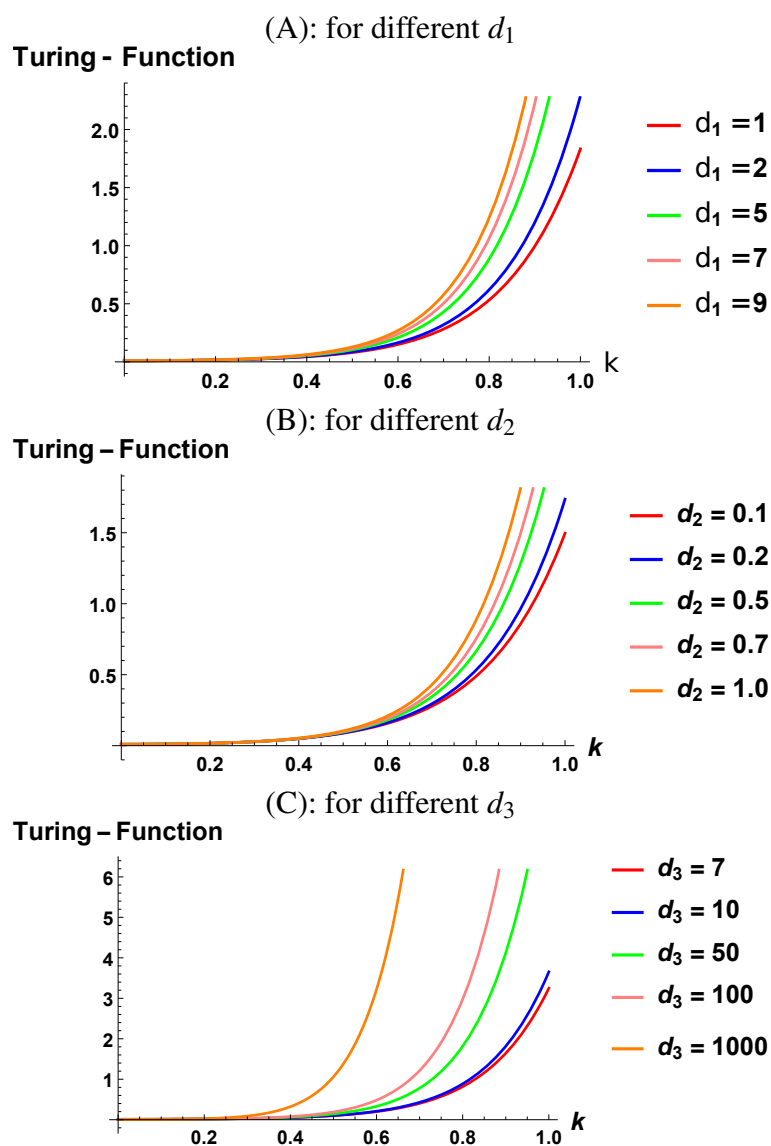 (A): for different d₁
Turing - Function
2.0
1.5
1.0
0.5
0.2 0.4 0.6 0.8 1.0 k
d₁ = 1
d₁ = 2
d₁ = 5
d₁ = 7
d₁ = 9
(B): for different d₂
Turing – Function
1.5
1.0
0.5
0.2 0.4 0.6 0.8 1.0 k
d₂ = 0.1
d₂ = 0.2
d₂ = 0.5
d₂ = 0.7
d₂ = 1.0
(C): for different d₃
Turing – Function
6
5
4
3
2
1
0.0 0.2 0.4 0.6 0.8 1.0 k
d₃ = 7
d₃ = 10
d₃ = 50
d₃ = 100
d₃ = 1000